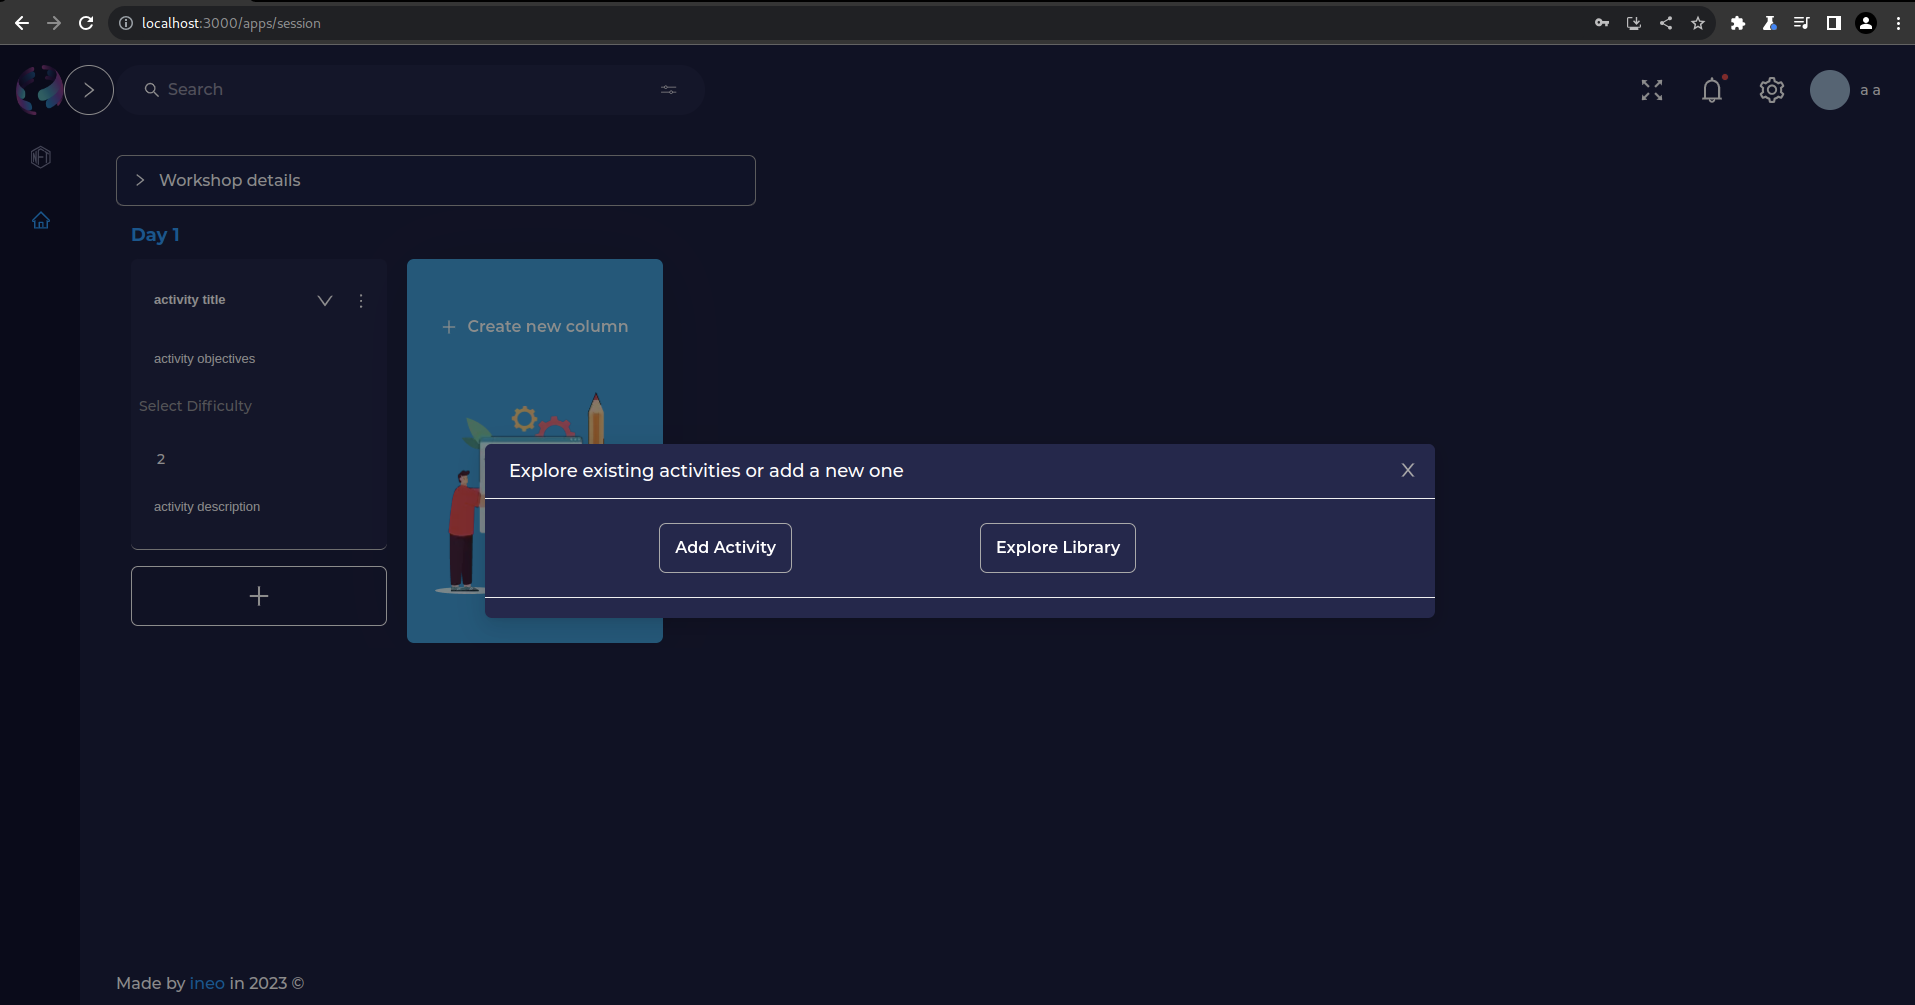 localhost:3000/apps/session
Search
a a
Workshop details
Day 1
activity title
activity objectives
Select Difficulty
2
activity description
Create new column
Explore existing activities or add a new one
Add Activity
Explore Library
Made by ineo in 2023 ©